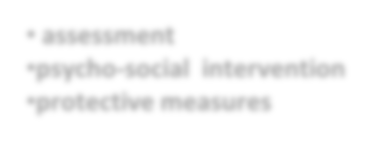 • assessment
•psycho-social intervention
•protective measures